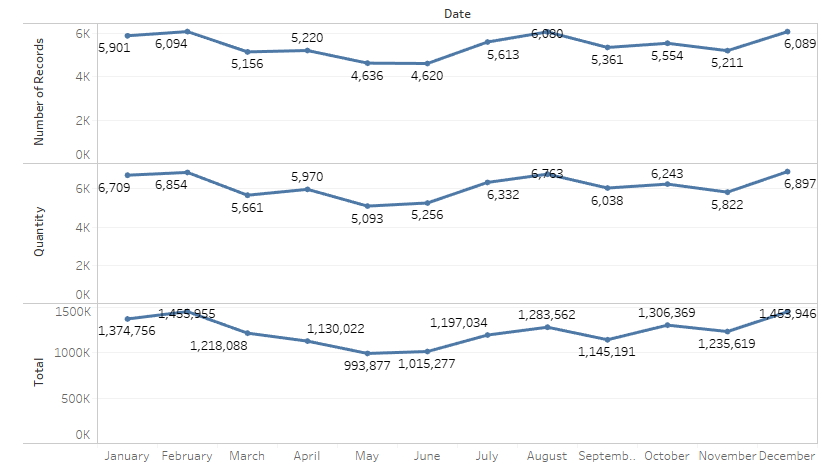 Date
Number of Records
6K
4K
2K
0K
5,901
6,094
5,156
5,220
4,636
4,620
5,613
6,080
5,361
5,554
5,211
6,089
Quantity
6K
4K
2K
0K
6,709
6,854
5,661
5,970
5,093
5,256
6,332
6,763
6,038
6,243
5,822
6,897
Total
1500K
1000K
500K
0K
1,374,756
1,455,955
1,218,088
1,130,022
993,877
1,015,277
1,197,034
1,283,562
1,145,191
1,306,369
1,235,619
1,453,946
January February March April May June July August Septemb.. October November December